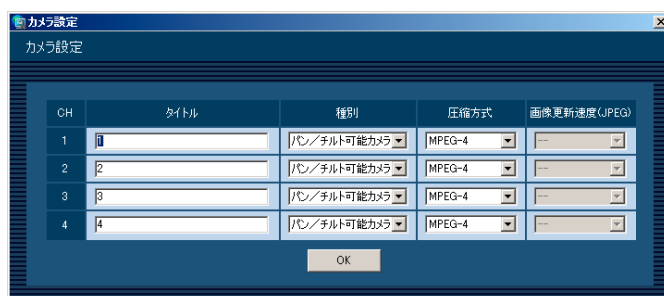 カメラ設定
カメラ設定
CH タイトル 種別 圧縮方式 画像更新速度(JPEG)
1 1 パン／チルト可能カメラ MPEG-4 --
2 2 パン／チルト可能カメラ MPEG-4 --
3 3 パン／チルト可能カメラ MPEG-4 --
4 4 パン／チルト可能カメラ MPEG-4 --
OK